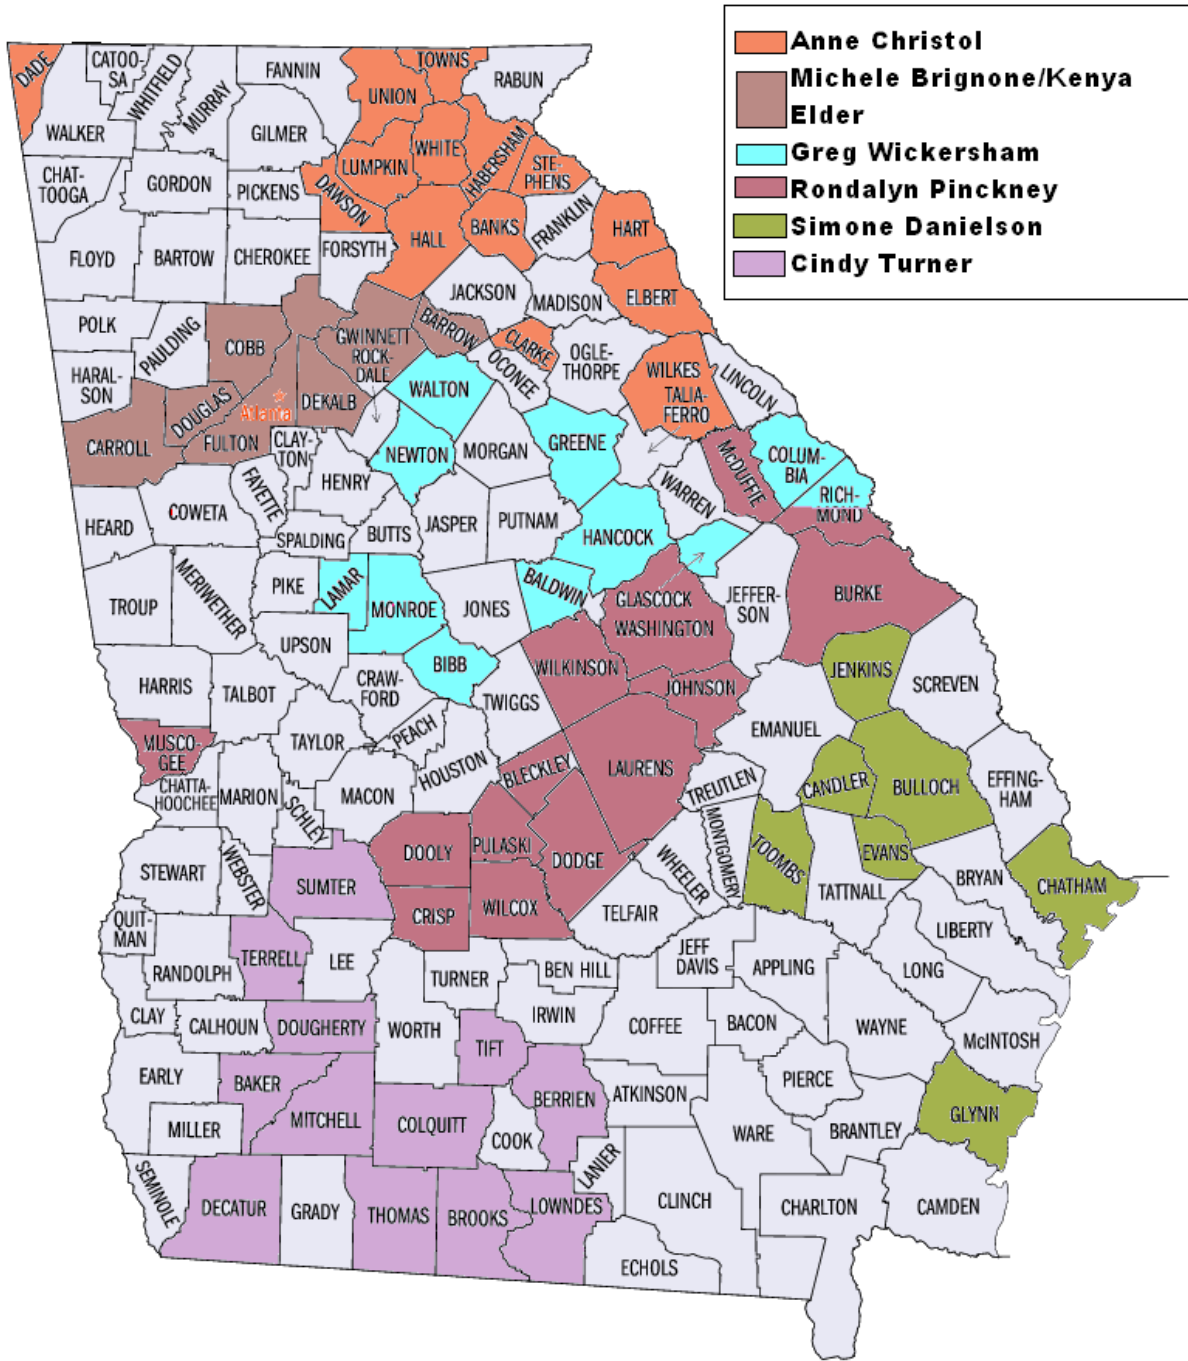 Anne Christol
Michele Brignone/Kenya
Elder
Greg Wickersham
Rondalyn Pinckney
Simone Danielson
Cindy Turner
DADE
CATOO-
SA
WHITFIELD
MURRAY
FANNIN
TOWNS
UNION
RABUN
WALKER
GILMER
WHITE
LUMPKIN
HABERSHAM
STE-
PHENS
CHAT-
TOOGA
GORDON
PICKENS
DAWSON
BANKS
FRANKLIN
HART
HALL
FLOYD
BARTOW
CHEROKEE
FORSYTH
JACKSON
MADISON
ELBERT
POLK
PAULDING
COBB
GWINNETT
BARROW
CLARKE
OCONEE
OGLE-
THORPE
HARAL-
SON
ROCK-
DALE
WALTON
WILKES
LINCOLN
TALIA-
FERRO
DOUGLAS
Atlanta
DEKALB
CARROLL
FULTON
CLAY-
TON
NEWTON
MORGAN
GREENE
McDUFFIE
COLUM-
BIA
RICH-
MOND
HEARD
COWETA
FAYETTE
HENRY
SPALDING
BUTTS
JASPER
PUTNAM
HANCOCK
WARREN
TROUP
MERIWETHER
PIKE
LAMAR
MONROE
JONES
BALDWIN
GLASCOCK
WASHINGTON
JEFFER-
SON
BURKE
UPSON
BIBB
WILKINSON
JOHNSON
JENKINS
SCREVEN
HARRIS
TALBOT
CRAW-
FORD
TWIGGS
EMANUEL
MUSCO-
GEE
TAYLOR
PEACH
HOUSTON
BLECKLEY
LAURENS
TREUTLEN
CANDLER
BULLOCH
EFFING-
HAM
CHATTA-
HOOCHEE
MARION
SCHLEY
MACON
MONTGOMERY
DOOLY
PULASKI
DODGE
WHEELER
TOOMBS
EVANS
STEWART
WEBSTER
SUMTER
TATTNALL
BRYAN
CHATHAM
CRISP
WILCOX
TELFAIR
QUIT-
MAN
LIBERTY
RANDOLPH
TERRELL
LEE
TURNER
BEN HILL
JEFF
DAVIS
APPLING
LONG
CLAY
CALHOUN
DOUGHERTY
WORTH
IRWIN
COFFEE
BACON
WAYNE
McINTOSH
TIFT
EARLY
BAKER
MITCHELL
COLQUITT
BERRIEN
ATKINSON
PIERCE
GLYNN
MILLER
COOK
WARE
BRANTLEY
SEMINOLE
LANIER
DECATUR
GRADY
THOMAS
BROOKS
LOWNDES
CLINCH
CHARLTON
CAMDEN
ECHOLS